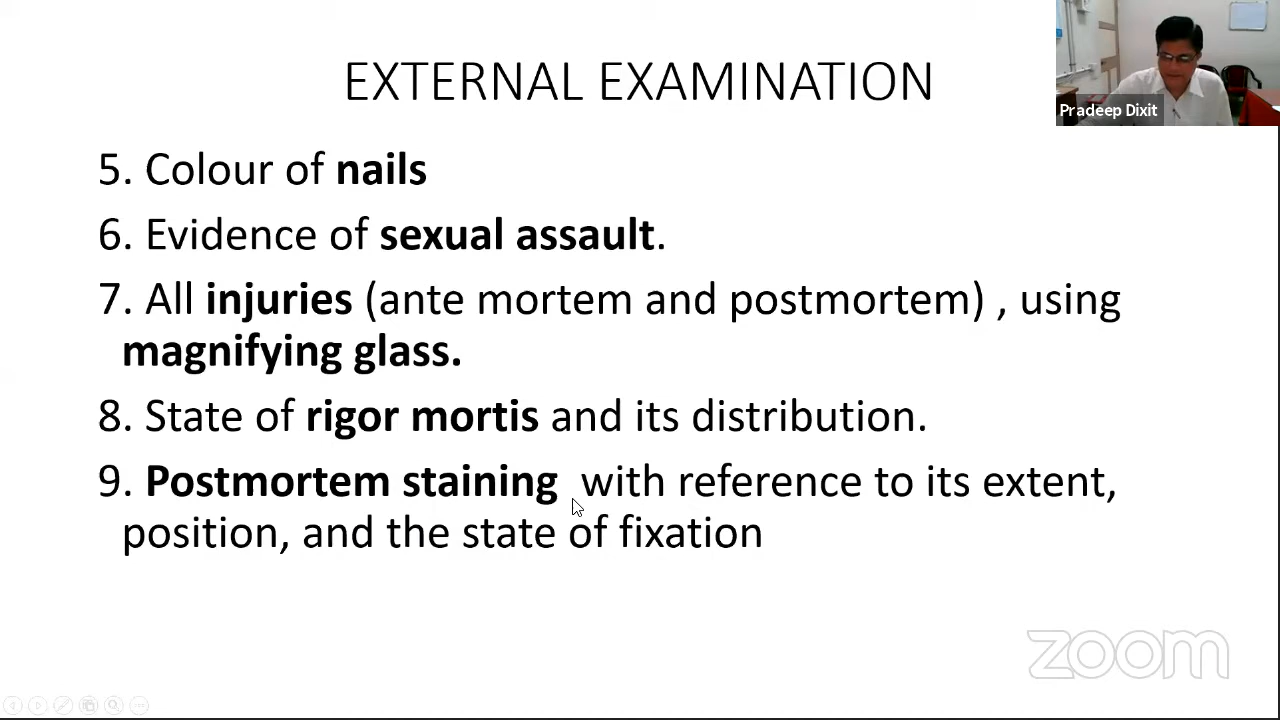 EXTERNAL EXAMINATION
Pradeep Dixit
5. Colour of nails
6. Evidence of sexual assault.
7. All injuries (ante mortem and postmortem) , using
magnifying glass.
8. State of rigor mortis and its distribution.
9. Postmortem staining with reference to its extent,
position, and the state of fixation
zoom